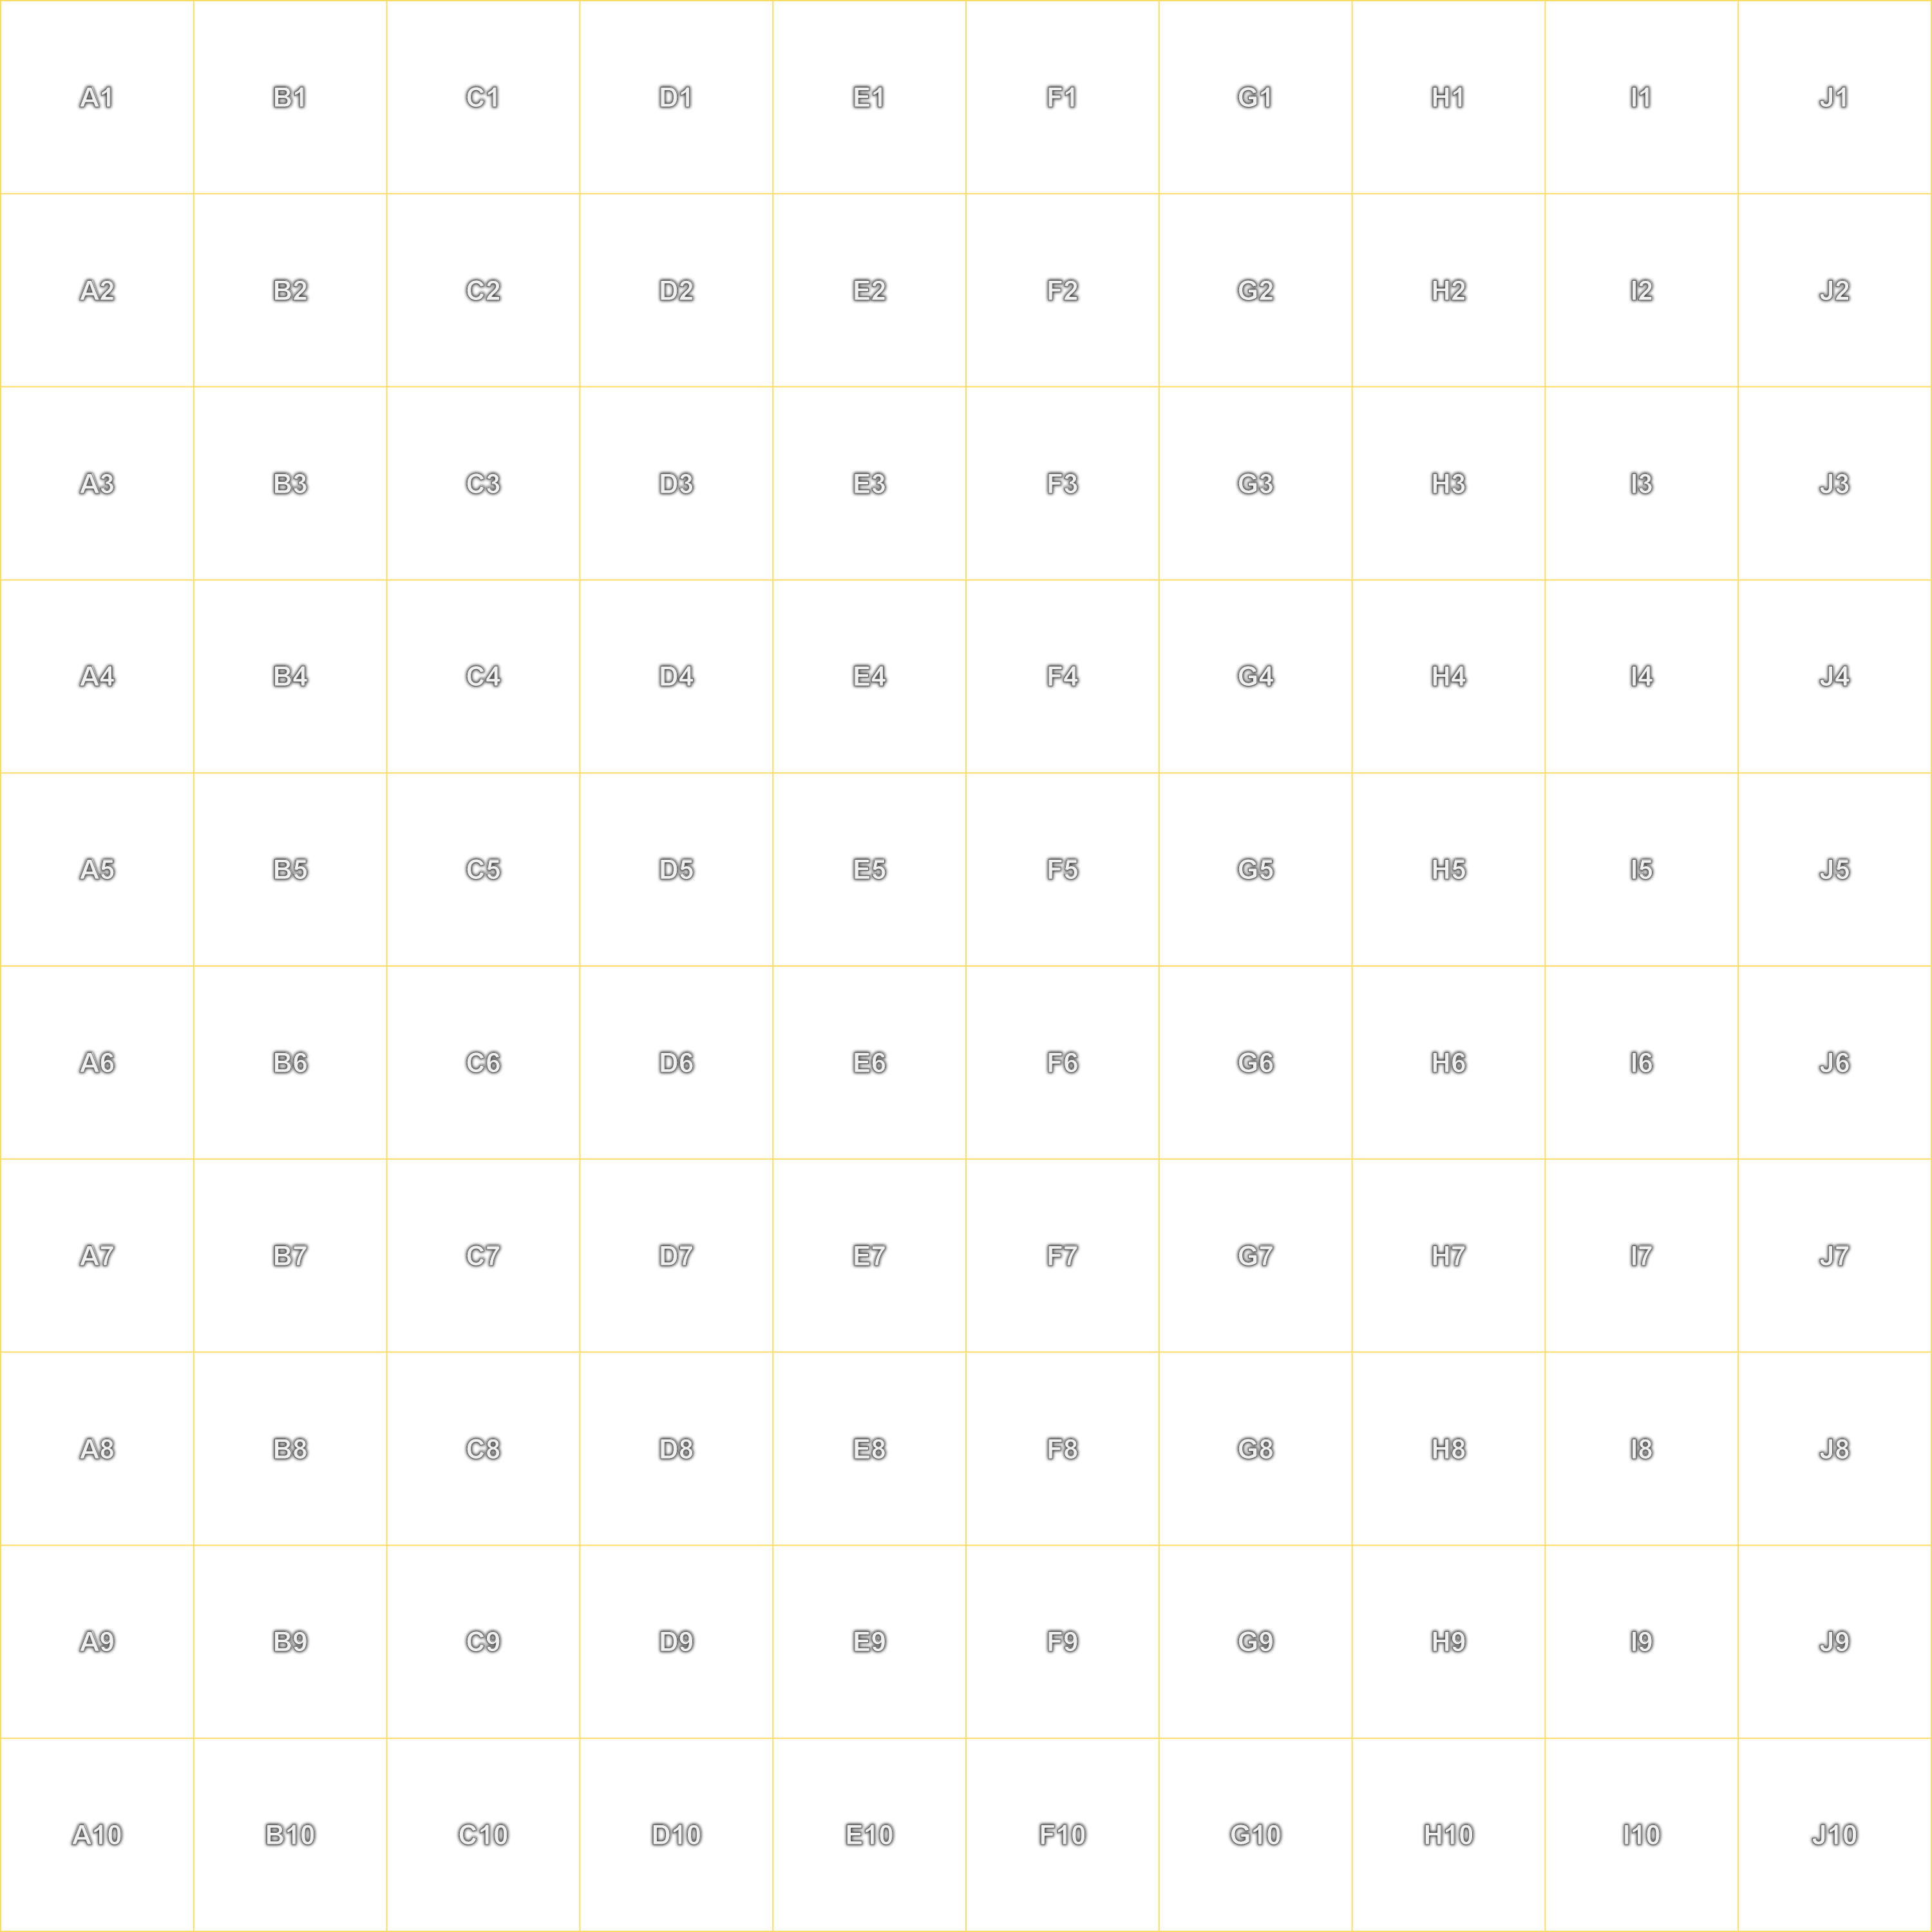 A1 B1 C1 D1 E1 F1 G1 H1 I1 J1
A2 B2 C2 D2 E2 F2 G2 H2 I2 J2
A3 B3 C3 D3 E3 F3 G3 H3 I3 J3
A4 B4 C4 D4 E4 F4 G4 H4 I4 J4
A5 B5 C5 D5 E5 F5 G5 H5 I5 J5
A6 B6 C6 D6 E6 F6 G6 H6 I6 J6
A7 B7 C7 D7 E7 F7 G7 H7 I7 J7
A8 B8 C8 D8 E8 F8 G8 H8 I8 J8
A9 B9 C9 D9 E9 F9 G9 H9 I9 J9
A10 B10 C10 D10 E10 F10 G10 H10 I10 J10